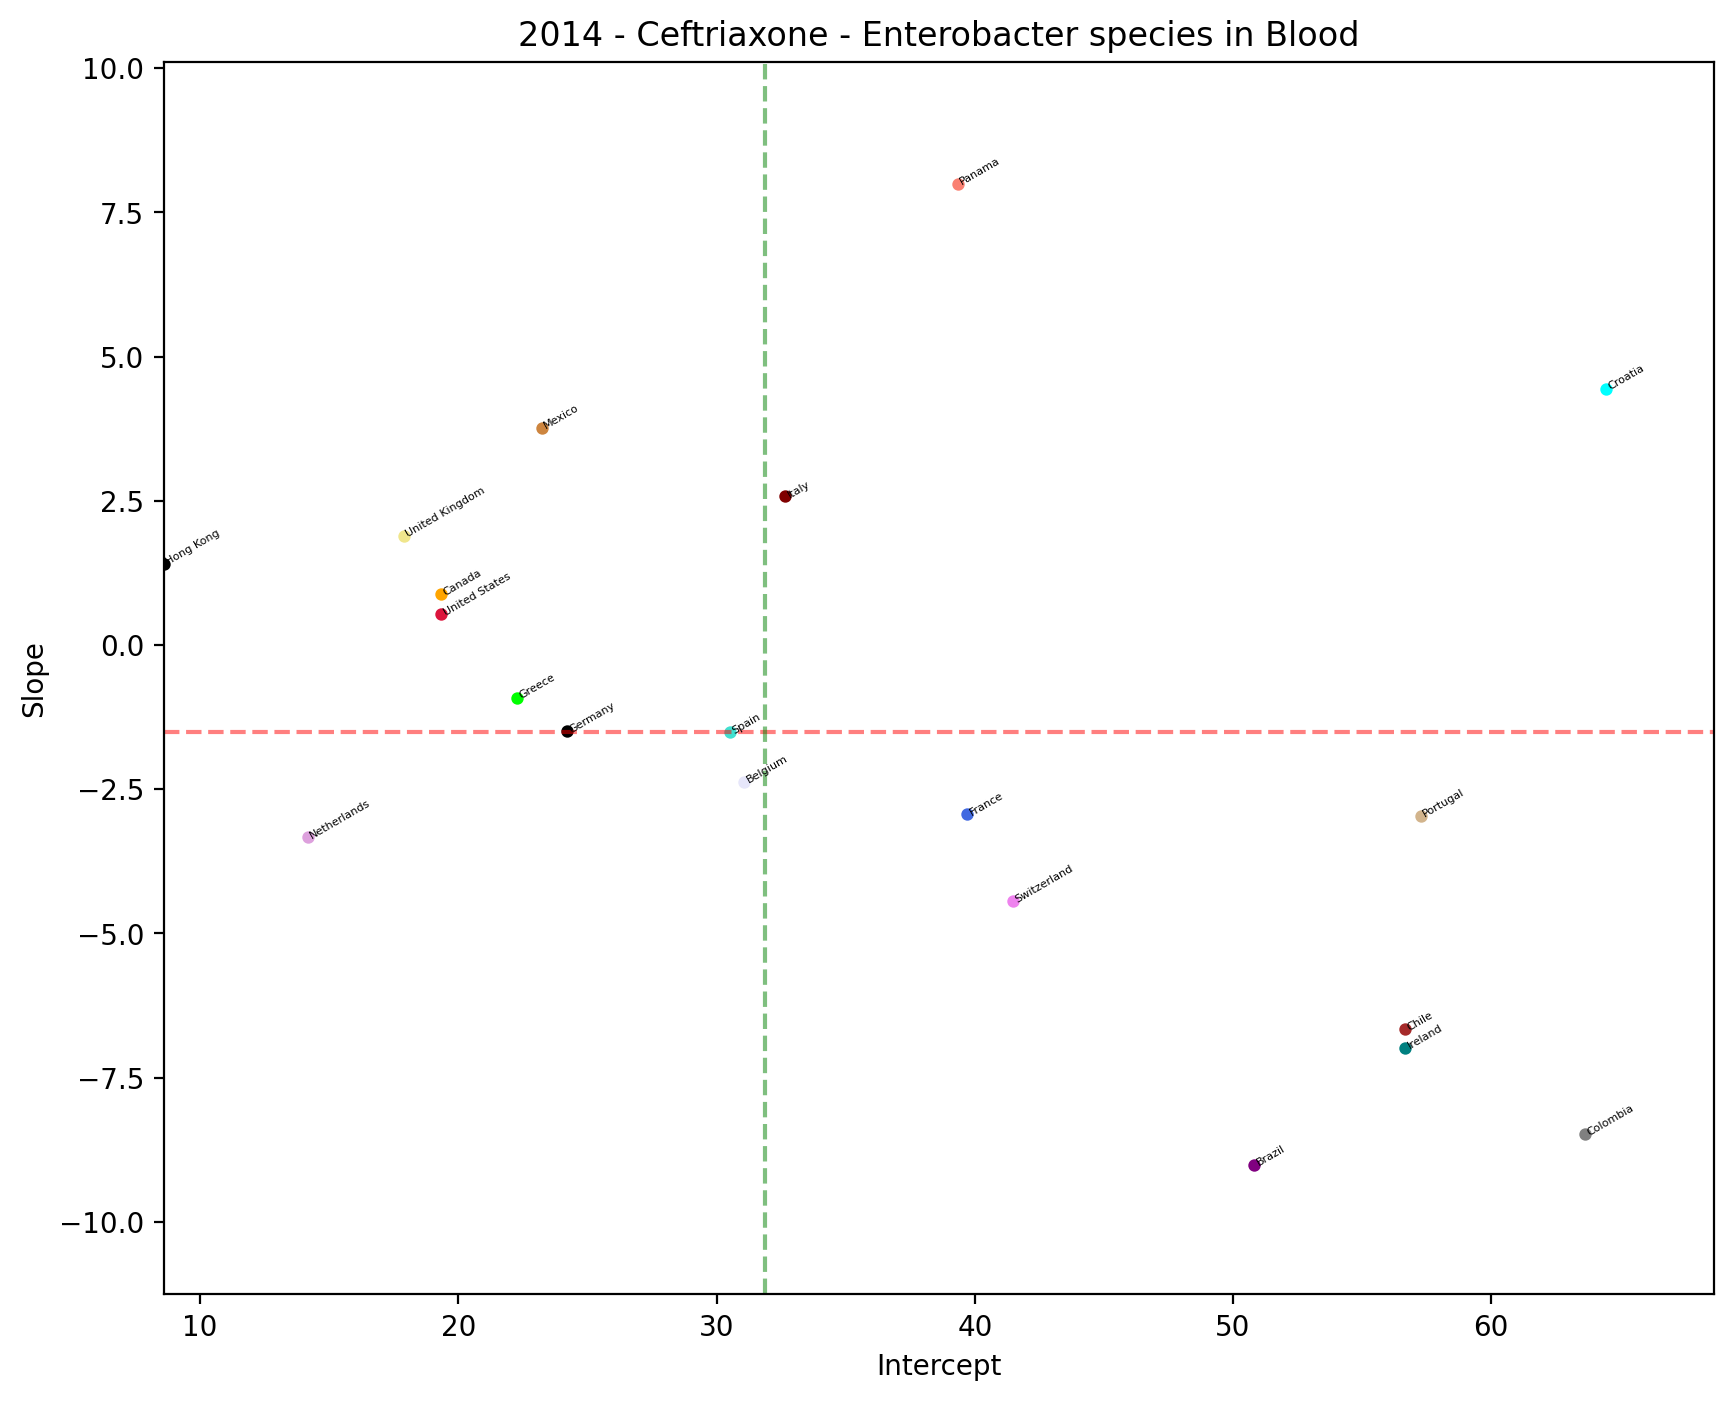 2014 - Ceftriaxone - Enterobacter species in Blood
10.0
Panama
7.5
5.0
Croatia
Mexico
2.5
Italy
United Kingdom
Hong Kong
Canada
United States
0.0
Slope
Greece
Germany
Spain
Belgium
−2.5
France
Portugal
Netherlands
Switzerland
−5.0
Chile
Ireland
−7.5
Colombia
Brazil
−10.0
10 20 30 40 50 60
Intercept